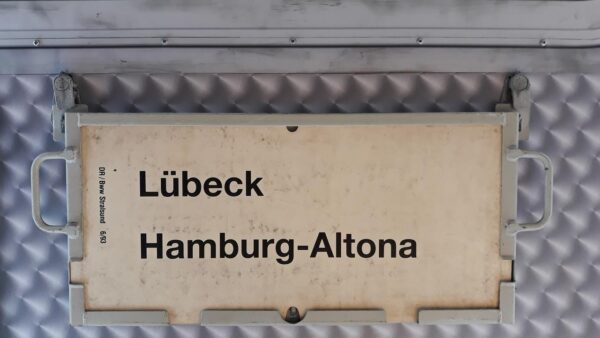 Lübeck
Hamburg-Altona
DR / Bww Stralsund 6/93